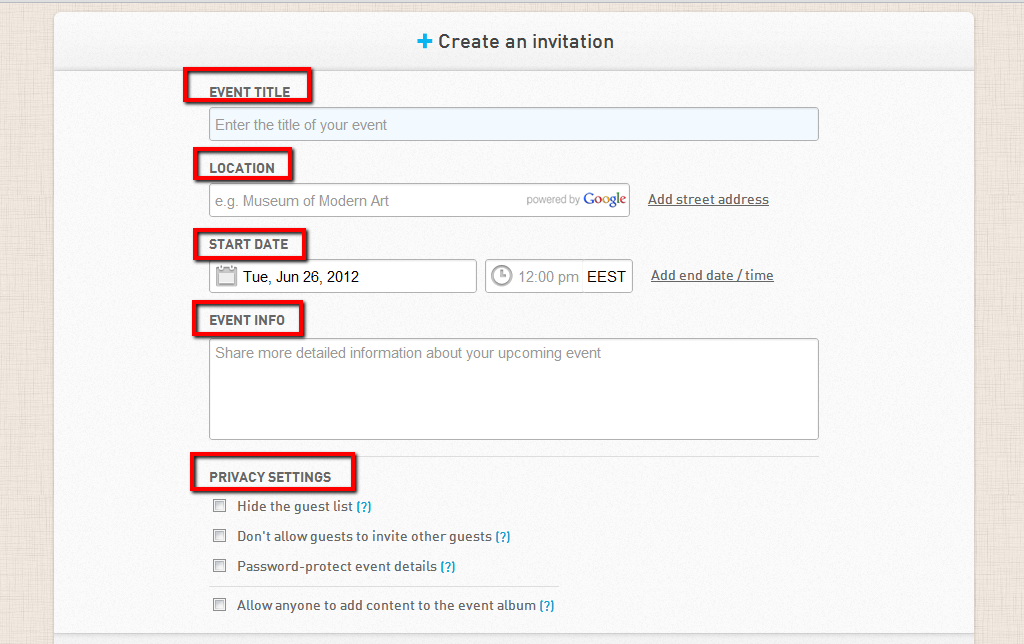 + Create an invitation
EVENT TITLE
Enter the title of your event
LOCATION
e.g. Museum of Modern Art powered by Google Add street address
START DATE
Tue, Jun 26, 2012 12:00 pm EEST Add end date / time
EVENT INFO
Share more detailed information about your upcoming event
PRIVACY SETTINGS
Hide the guest list (?)
Don't allow guests to invite other guests (?)
Password-protect event details (?)
Allow anyone to add content to the event album (?)